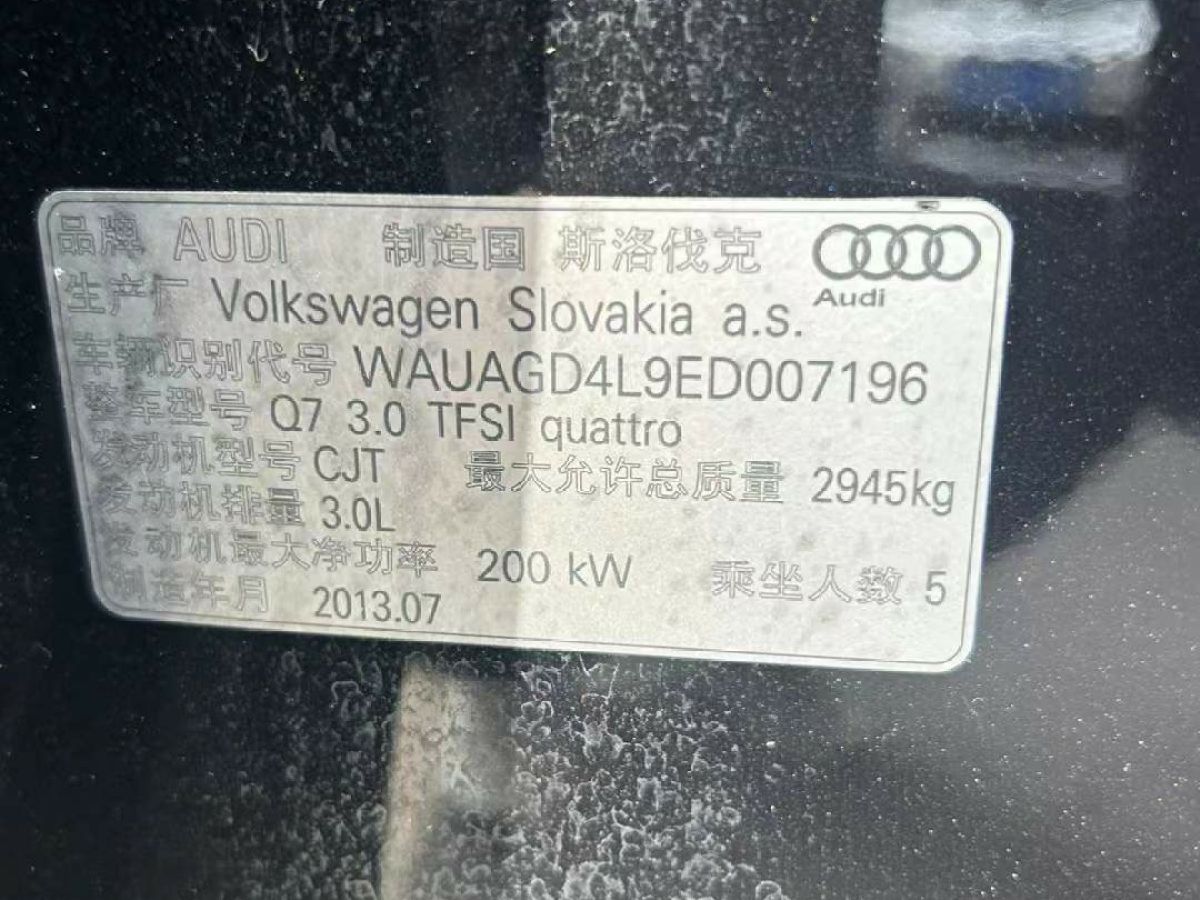 品牌 AUDI 制造国 斯洛伐克
Audi
生产厂 Volkswagen Slovakia a.s.
车辆识别代号 WAUAGD4L9ED007196
整车型号 Q7 3.0 TFSI quattro
发动机型号 CJT 最大允许总质量 2945kg
发动机排量 3.0L
发动机最大净功率 200 kW 乘坐人数 5
制造年月 2013.07